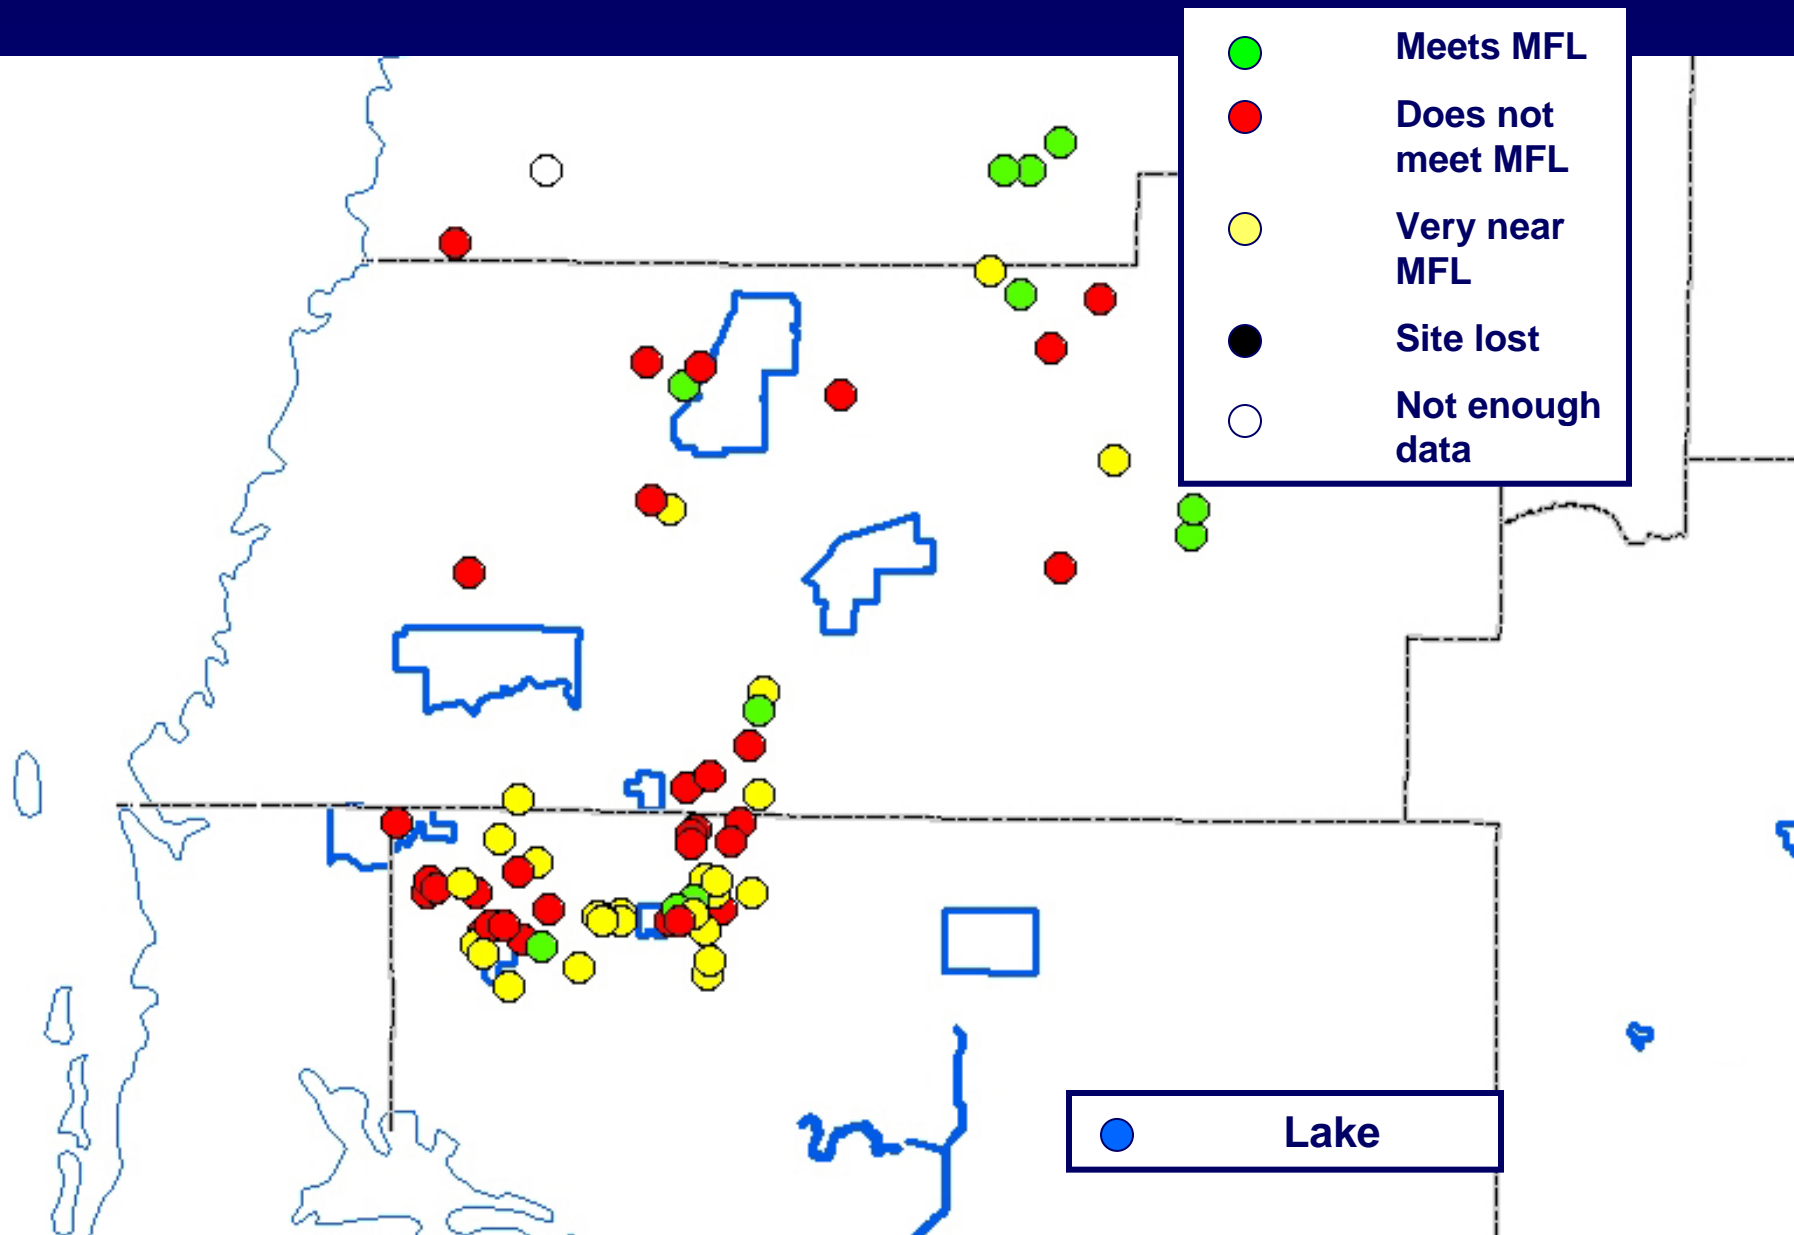 Meets MFL
Does not
meet MFL
Very near
MFL
Site lost
Not enough
data
Lake